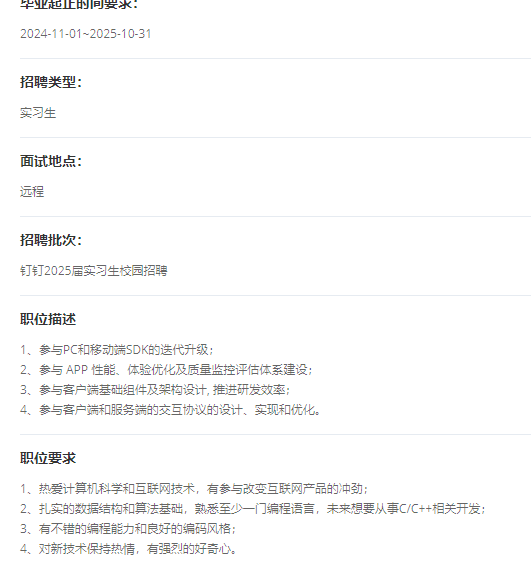 毕业起止时间要求：
2024-11-01~2025-10-31
招聘类型：
实习生
面试地点：
远程
招聘批次：
钉钉2025届实习生校园招聘
职位描述
1、参与PC和移动端SDK的迭代升级；
2、参与 APP 性能、体验优化及质量监控评估体系建设；
3、参与客户端基础组件及架构设计, 推进研发效率；
4、参与客户端和服务端的交互协议的设计、实现和优化。
职位要求
1、热爱计算机科学和互联网技术，有参与改变互联网产品的冲劲；
2、扎实的数据结构和算法基础，熟悉至少一门编程语言，未来想要从事C/C++相关开发；
3、有不错的编程能力和良好的编码风格；
4、对新技术保持热情，有强烈的好奇心。